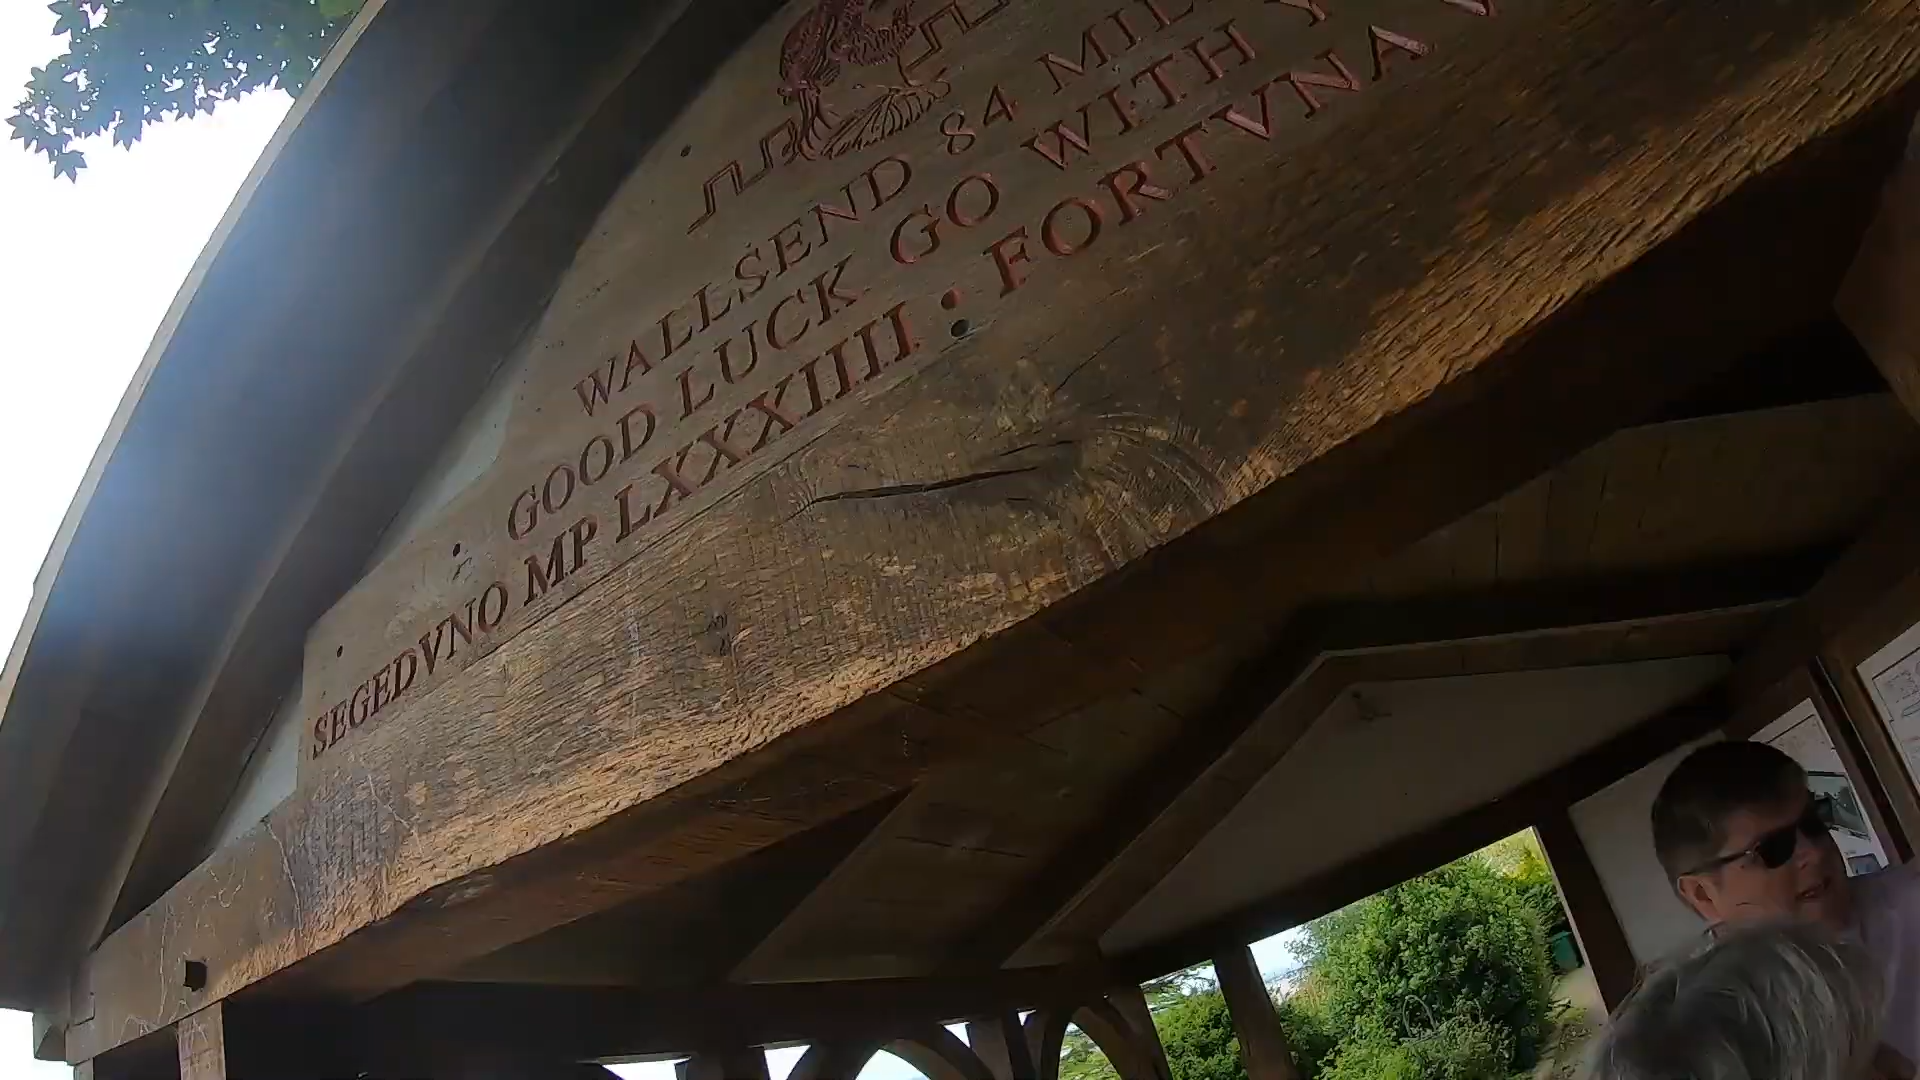 WALLSEND 84 MIL
GOOD LUCK GO WITH Y
SEGEDVNO MP LXXXIIII : FORTVNA V